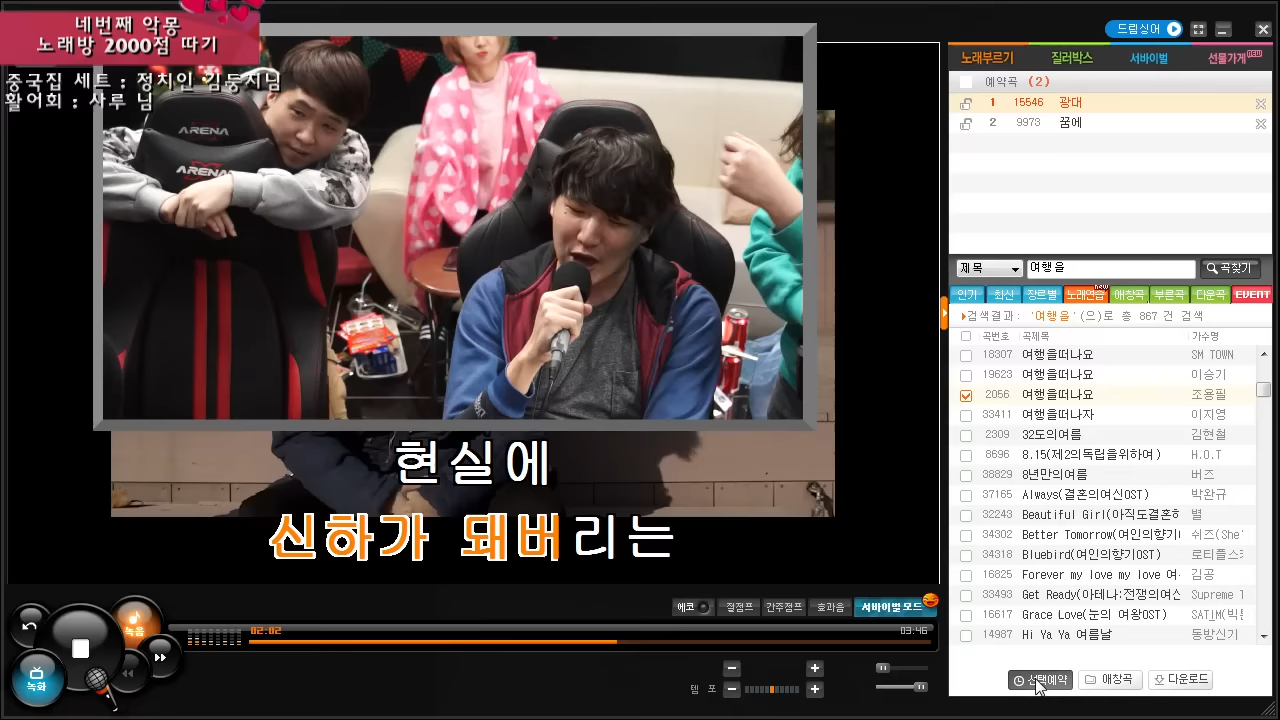 네번째 악몽
노래방 2000점 따기
중국집 세트 : 정치인 김둥지님
활어회 : 사루 님
ARENA
ARENA
현실에
신하가 돼버리는
드림싱어
노래부르기 질러박스 서바이벌 선물가게 NEW
예약곡 (2)
1 15546 광대
2 9973 꿈에
제목 여행을 곡찾기
인기 최신 장르별 노래연습 new 애창곡 부른곡 다운곡 EVENT
검색결과: '여행을'(으)로 총 867 건 검색
곡번호 곡제목 가수명
18307 여행을떠나요 SM TOWN
19623 여행을떠나요 이승기
2056 여행을떠나요 조용필
33411 여행을떠나자 이지영
2309 32도의여름 김현철
8696 8.15(제2의독립을위하여) H.O.T
38829 8년만의여름 버즈
37165 Always(결혼의여신OST) 박완규
32243 Beautiful Girl(아직도결혼하 별
34302 Better Tomorrow(여인의향기 쉬즈(She'
34318 Bluebird(여인의향기OST) 로티플스
16825 Forever my love my love 여 김공
33493 Get Ready(아테나:전쟁의여신 Supreme T
16617 Grace Love(눈의 여왕OST) SAT,M(빅
14987 Hi Ya Ya 여름날 동방신기
선택예약 애창곡 다운로드
에코 절점프 간주점프 효과음 서바이벌 모드
녹음
02:02 03:46
녹화
템 포